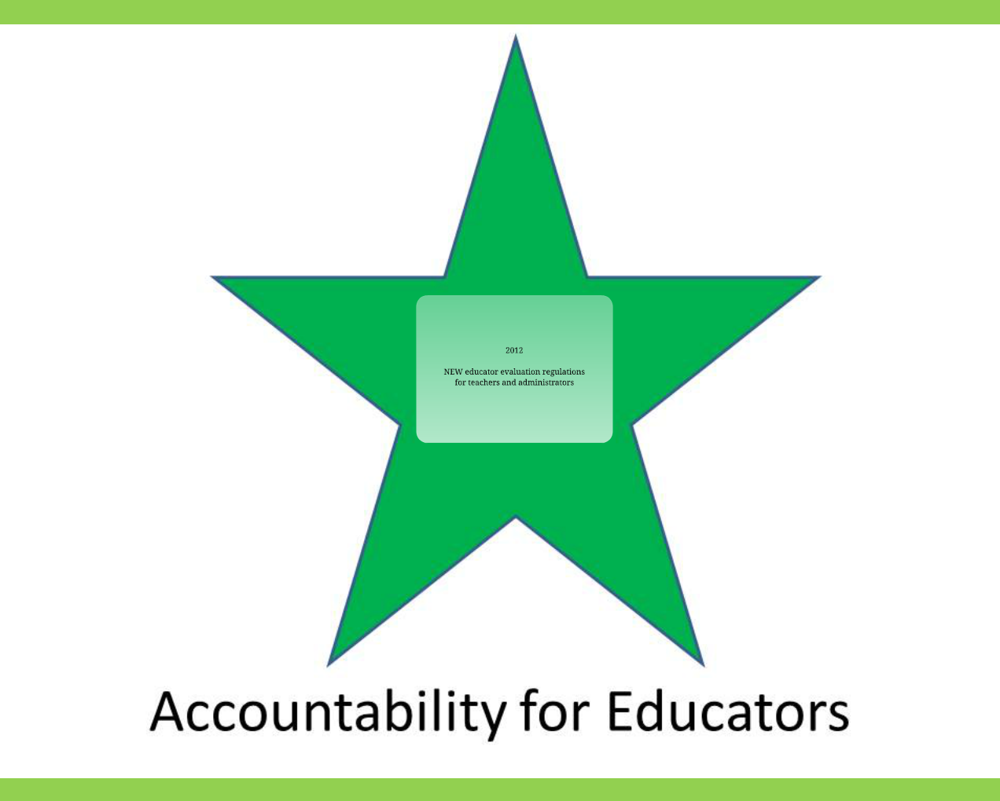 2012
NEW educator evaluation regulations
for teachers and administrators
Accountability for Educators